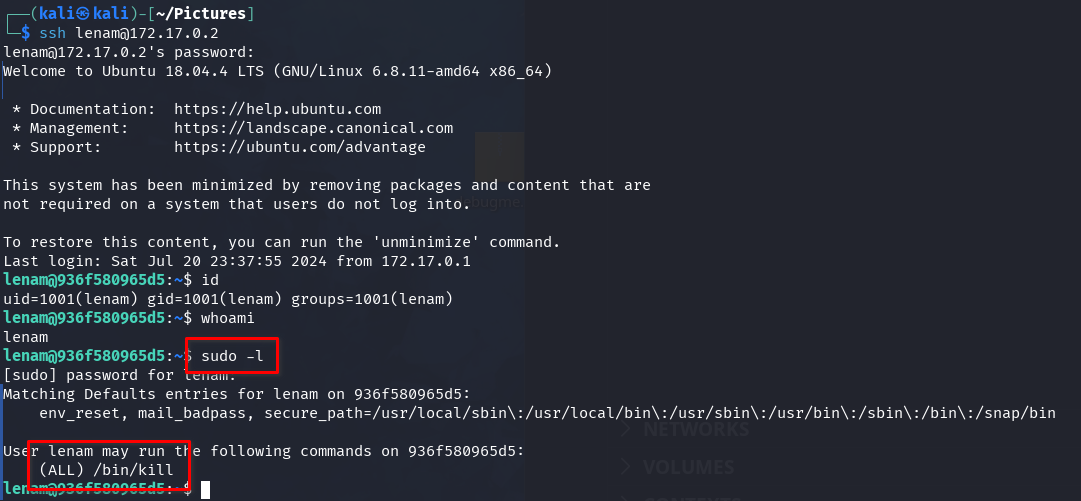 ┌──(kali㉿kali)-[~/Pictures]
└─$ ssh lenam@172.17.0.2
lenam@172.17.0.2's password:
Welcome to Ubuntu 18.04.4 LTS (GNU/Linux 6.8.11-amd64 x86_64)

 * Documentation:  https://help.ubuntu.com
 * Management:     https://landscape.canonical.com
 * Support:        https://ubuntu.com/advantage

This system has been minimized by removing packages and content that are
not required on a system that users do not log into.
ebugme

To restore this content, you can run the 'unminimize' command.
Last login: Sat Jul 20 23:37:55 2024 from 172.17.0.1
lenam@936f580965d5:~$ id
uid=1001(lenam) gid=1001(lenam) groups=1001(lenam)
lenam@936f580965d5:~$ whoami
lenam
lenam@936f580965d5:~$ sudo -l
[sudo] password for lenam:
Matching Defaults entries for lenam on 936f580965d5:
    env_reset, mail_badpass, secure_path=/usr/local/sbin\:/usr/local/bin\:/usr/sbin\:/usr/bin\:/sbin\:/bin\:/snap/bin
NETWORKS

User lenam may run the following commands on 936f580965d5:
    (ALL) /bin/kill
VOLUMES
lenam@936f580965d5:~$